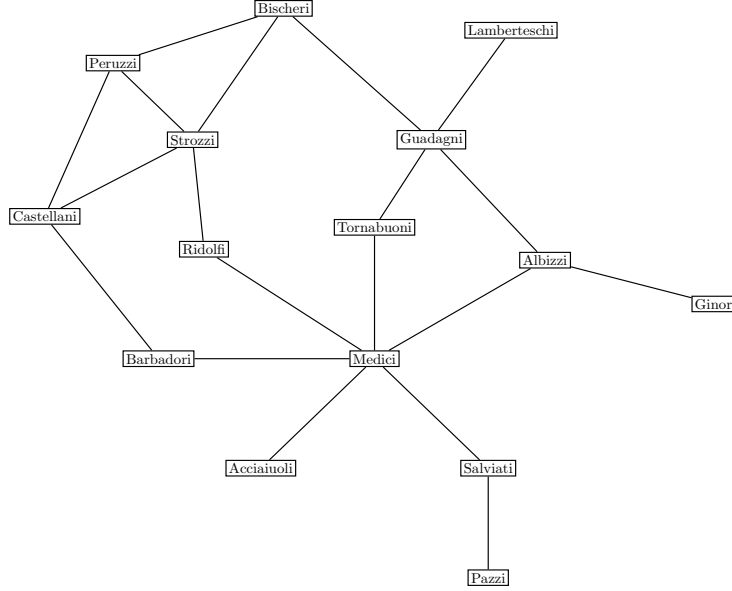 Bischeri
Lamberteschi
Peruzzi
Strozzi
Guadagni
Castellani
Tornabuoni
Ridolfi
Albizzi
Ginor
Barbadori
Medici
Acciaiuoli
Salviati
Pazzi